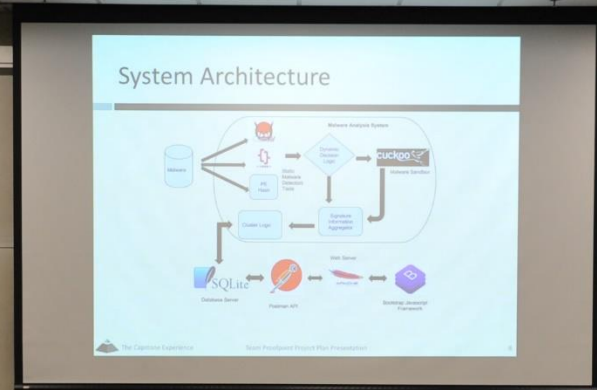 System Architecture
Malware Analysis System
Malware
PE
Hash
Static
Malware
Detection
Tools
Dynamic
Decision
Logic
cuckoo
Malware Sandbox
Cluster Logic
Information
Aggregator
Web Server
SQLite
Database Server
Postman API
Bootstrap Javascript
Framework
The Capstone Experience
Team Proofpoint Project Plan Presentation
6